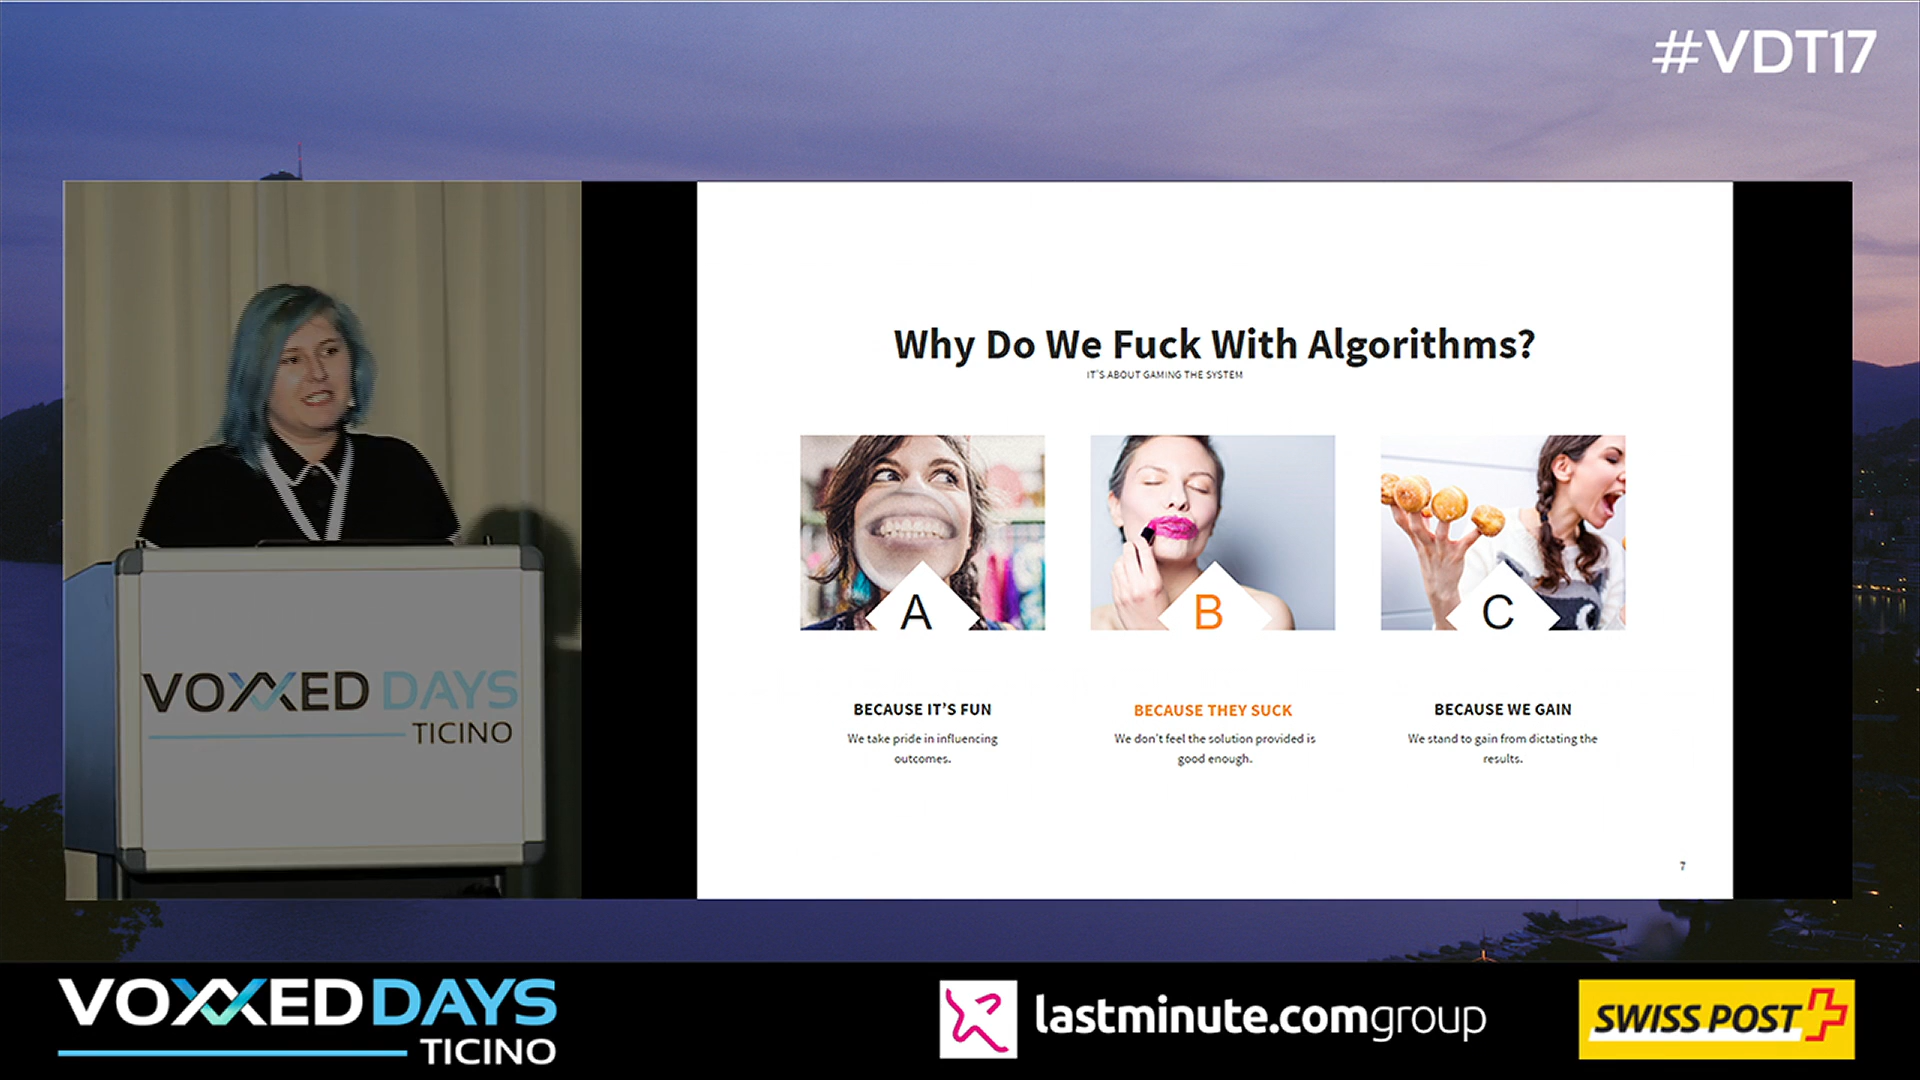 #VDT17
Why Do We Fuck With Algorithms?
IT'S ABOUT GAMING THE SYSTEM
A
B
C
BECAUSE IT'S FUN
We take pride in influencing
outcomes.
BECAUSE THEY SUCK
We don't feel the solution provided is
good enough.
BECAUSE WE GAIN
We stand to gain from dictating the
results.
7
VOXXED DAYS
TICINO
VOXXED DAYS
TICINO
lastminute.comgroup
SWISS POST